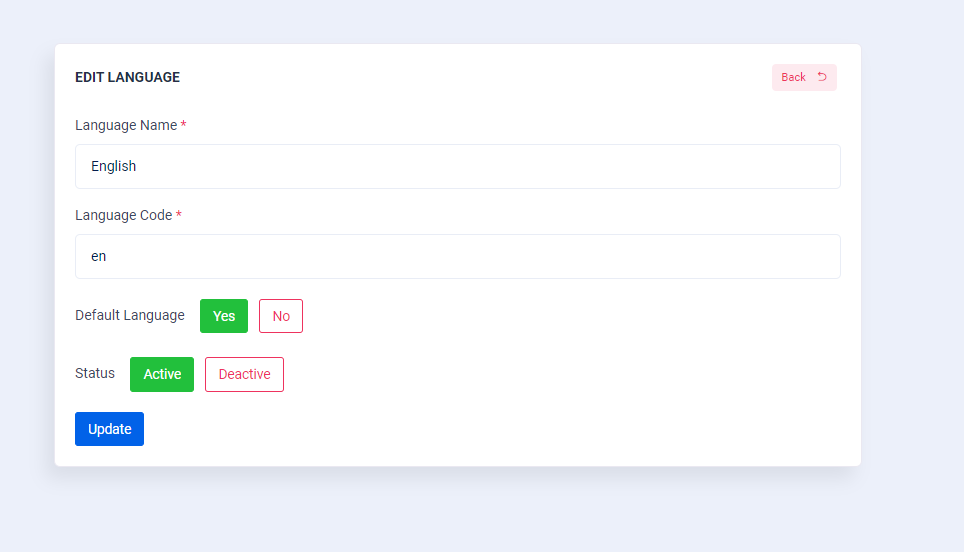 EDIT LANGUAGE Back
Language Name *
English
Language Code *
en
Default Language Yes No
Status Active Deactive
Update